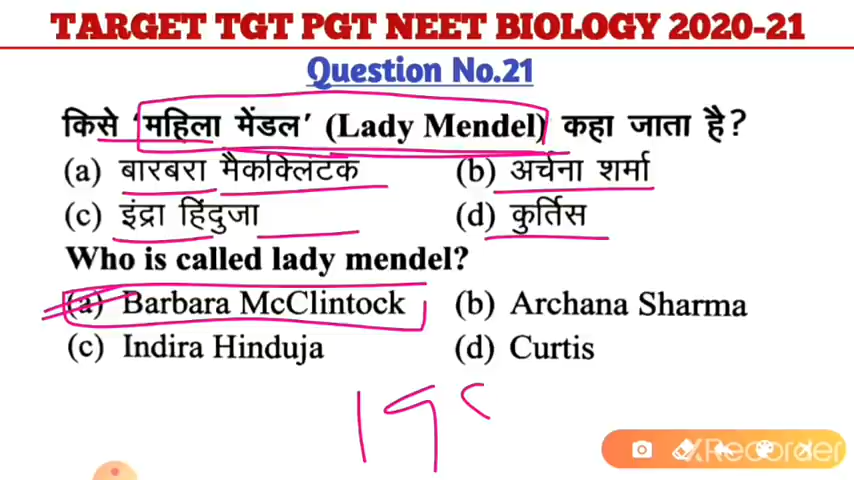 TARGET TGT PGT NEET BIOLOGY 2020-21
Question No.21
किसे 'महिला मेंडल' (Lady Mendel) कहा जाता है?
(a) बारबरा मैकक्लिंटक (b) अर्चना शर्मा
(c) इंद्रा हिंदुजा (d) कुर्तिस
Who is called lady mendel?
(a) Barbara McClintock (b) Archana Sharma
(c) Indira Hinduja (d) Curtis
XRecorder